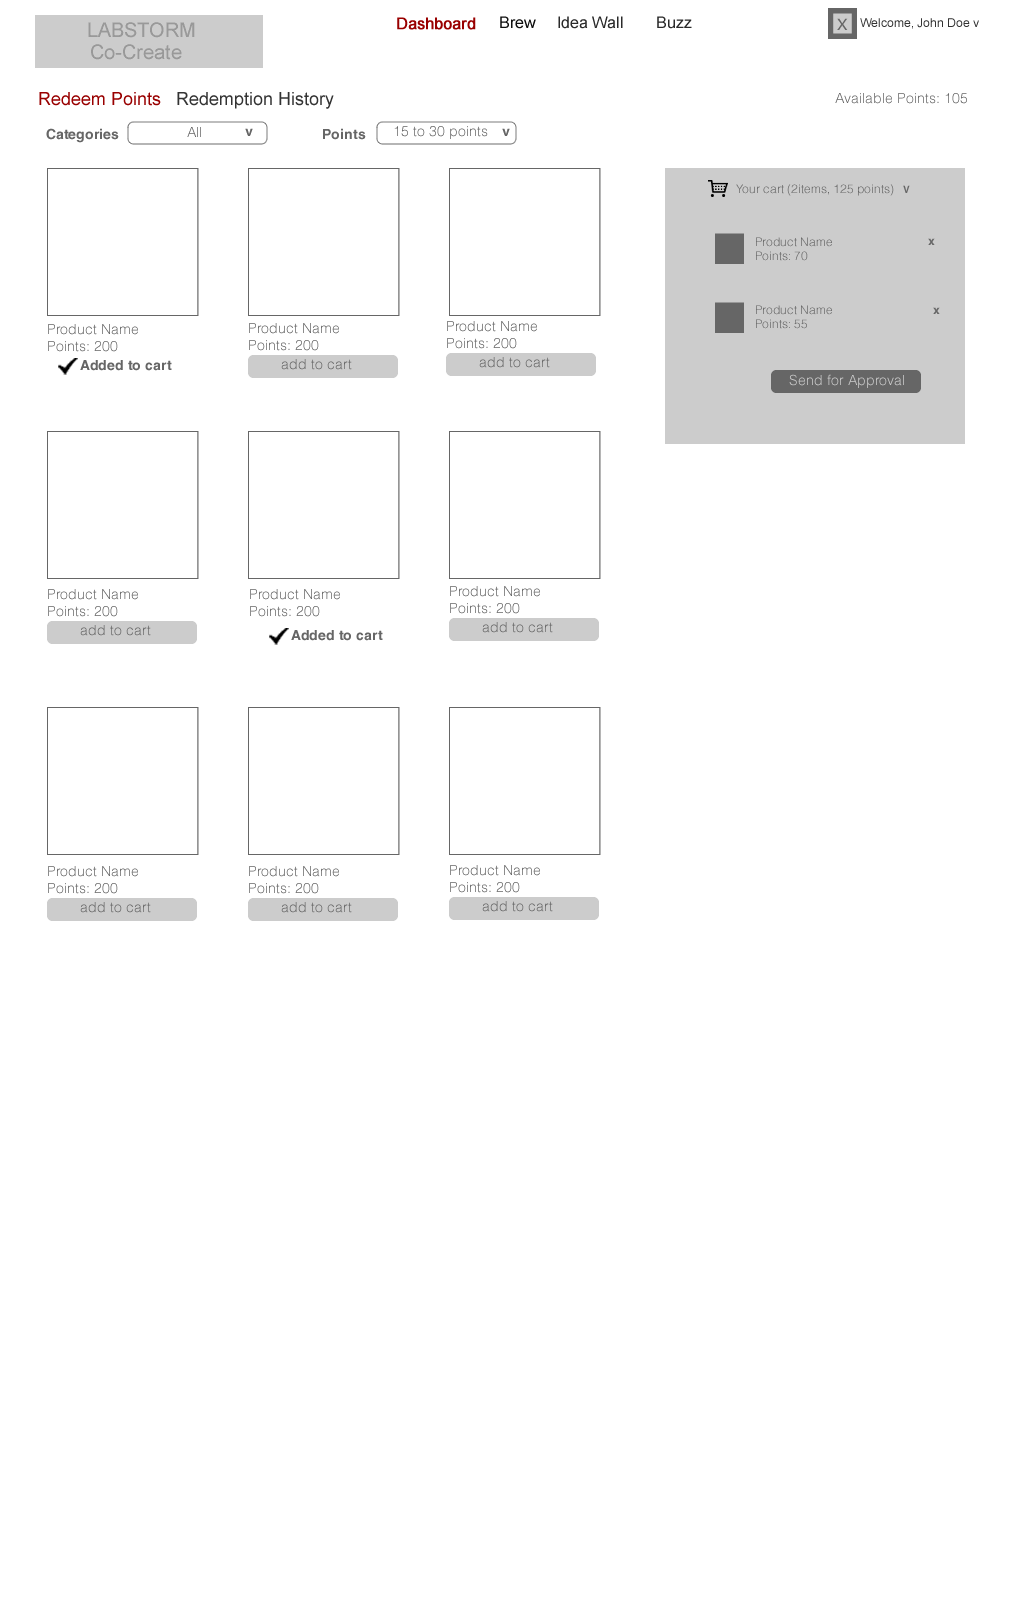 LABSTORM
Co-Create
Dashboard Brew Idea Wall Buzz
X Welcome, John Doe v
Redeem Points Redemption History
Available Points: 105
Categories All v Points 15 to 30 points v
Your cart (2items, 125 points) v
Product Name x
Points: 70
Product Name x
Points: 55
Send for Approval
Product Name Product Name Product Name
Points: 200 Points: 200 Points: 200
Added to cart add to cart add to cart
Product Name Product Name Product Name
Points: 200 Points: 200 Points: 200
add to cart Added to cart add to cart
Product Name Product Name Product Name
Points: 200 Points: 200 Points: 200
add to cart add to cart add to cart